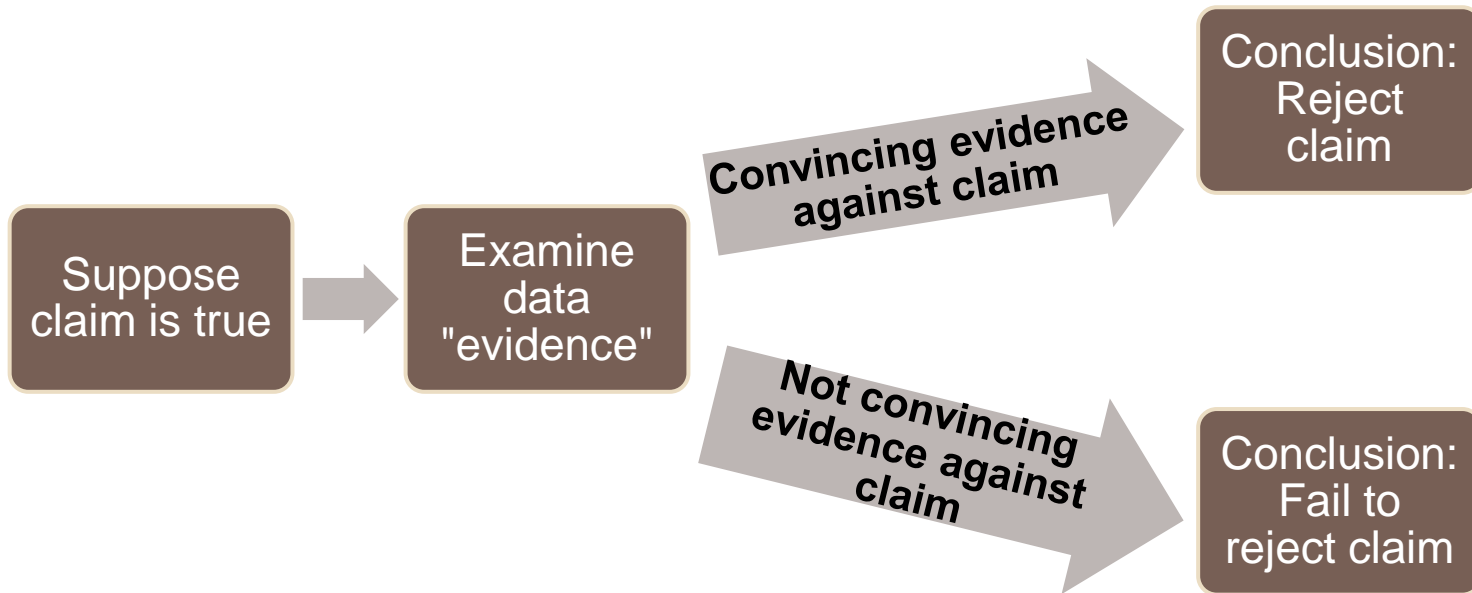 Suppose
claim is true
Examine
data
"evidence"
Convincing evidence
against claim
Conclusion:
Reject
claim
Not convincing
evidence against
claim
Conclusion:
Fail to
reject claim